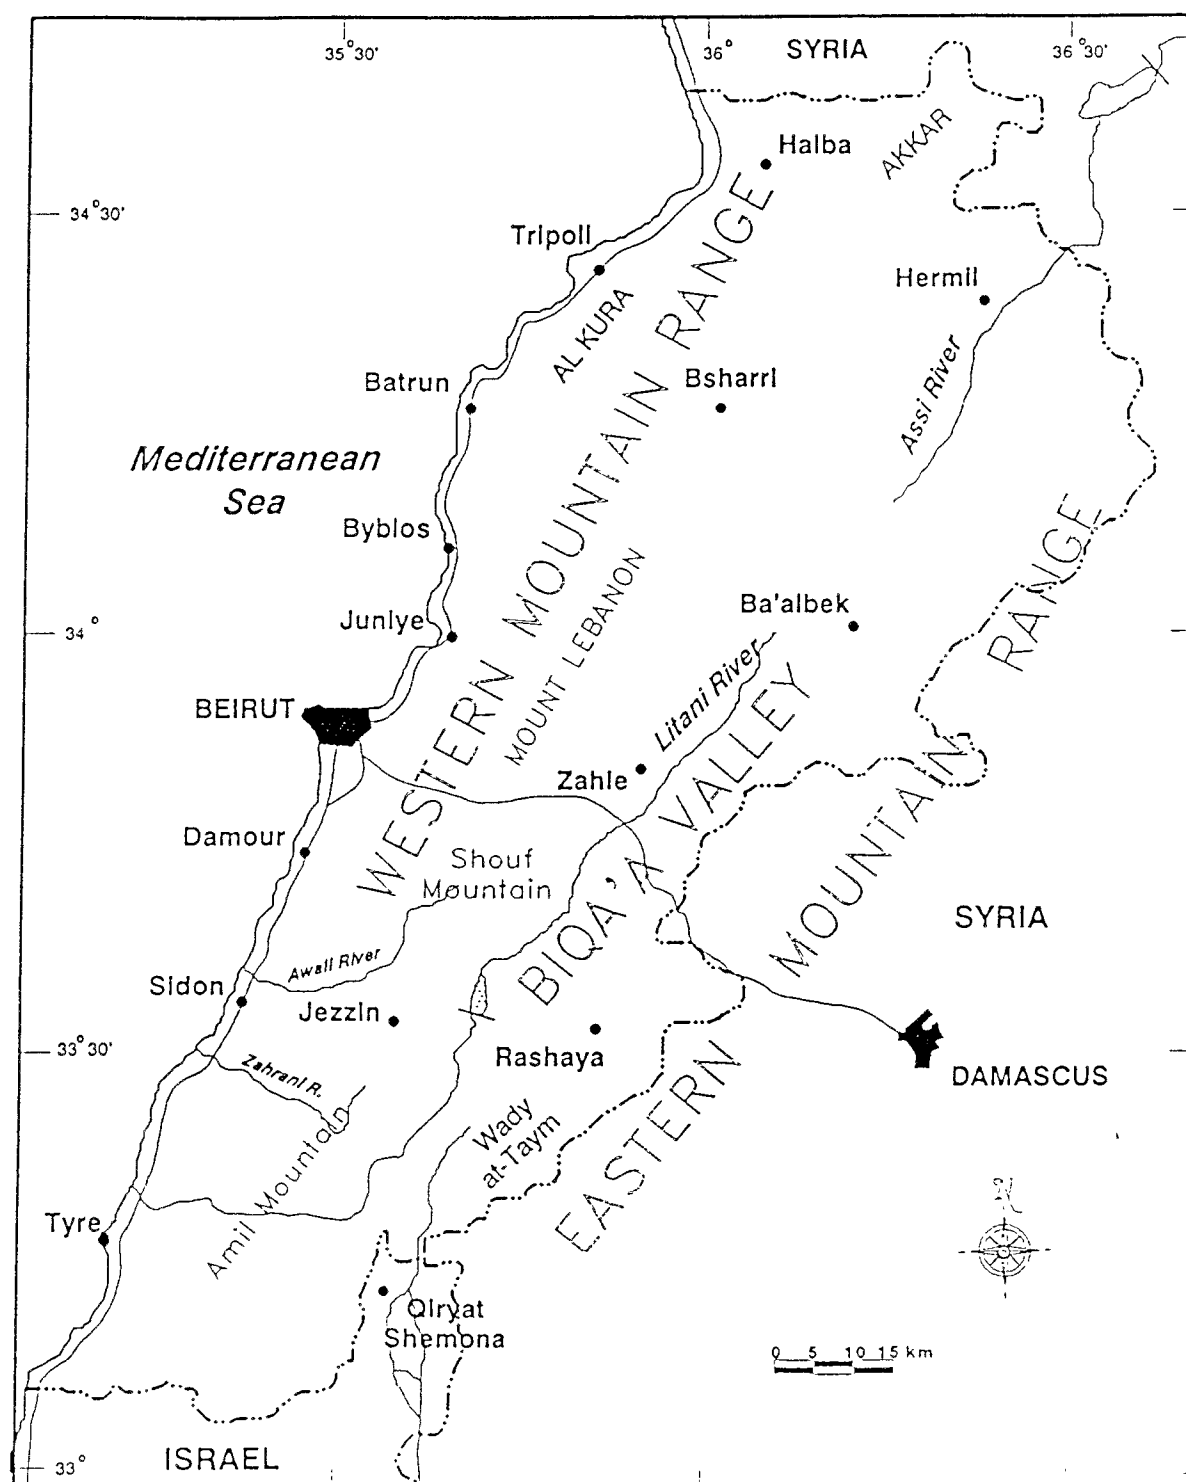 35°30'
36°
36°30'
SYRIA
AKKAR
Halba
34°30'
Tripoli
Hermil
AL KURA
WESTERN MOUNTAIN RANGE
Batrun
Bsharri
Assi River
Mediterranean
Sea
Byblos
MOUNT LEBANON
Ba'albek
Juniye
34°
Litani River
BEIRUT
Zahle
BIQA'A VALLEY
EASTERN MOUNTAIN RANGE
Damour
Shouf
Mountain
SYRIA
Awali River
Sidon
Jezzin
Rashaya
33°30'
Zahrani R.
DAMASCUS
Wady
at-Taym
Amil Mountain
Tyre
N
Qiryat
Shemona
0 5 10 15 km
ISRAEL
33°